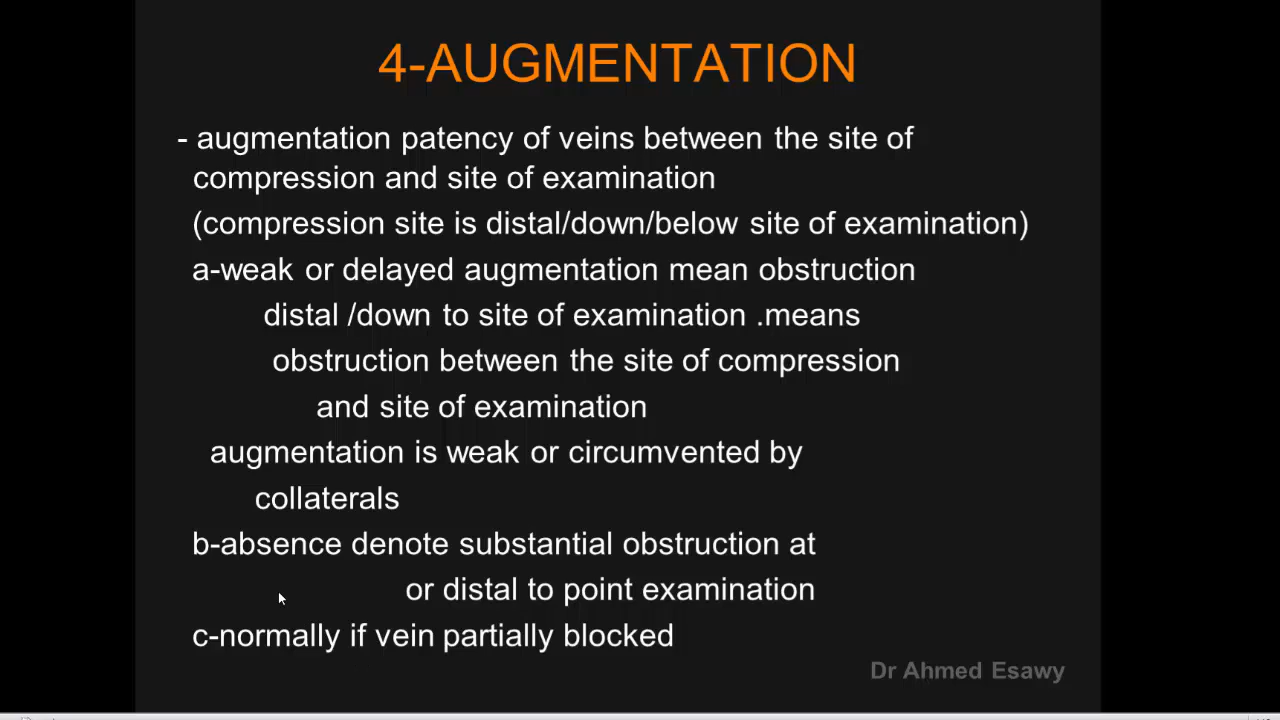 4-AUGMENTATION
- augmentation patency of veins between the site of
compression and site of examination
(compression site is distal/down/below site of examination)
a-weak or delayed augmentation mean obstruction
distal /down to site of examination .means
obstruction between the site of compression
and site of examination
augmentation is weak or circumvented by
collaterals
b-absence denote substantial obstruction at
or distal to point examination
c-normally if vein partially blocked
Dr Ahmed Esawy